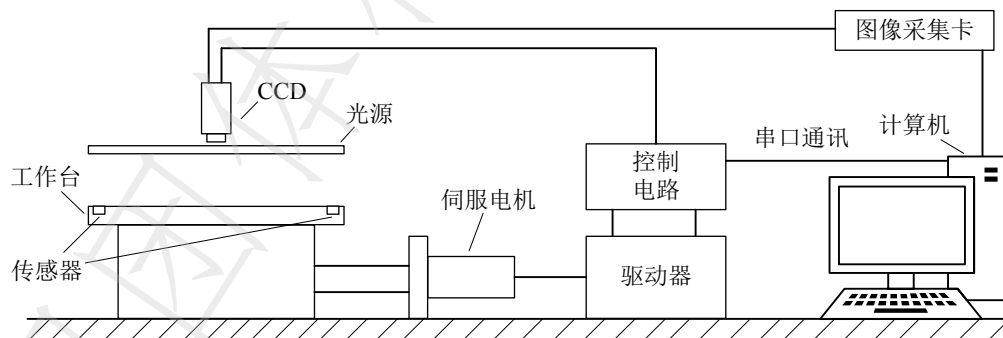 图像采集卡
CCD
光源
计算机
串口通讯
控制
电路
工作台
伺服电机
传感器
驱动器